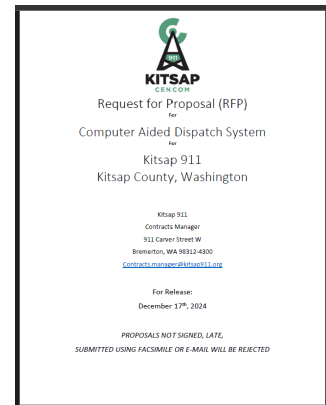 911
KITSAP
CENCOM
Request for Proposal (RFP)
For
Computer Aided Dispatch System
For
Kitsap 911
Kitsap County, Washington
Kitsap 911
Contracts Manager
911 Carver Street W
Bremerton, WA 98312-4300
Contracts.manager@kitsap911.org
For Release:
December 17th, 2024
PROPOSALS NOT SIGNED, LATE,
SUBMITTED USING FACSIMILE OR E-MAIL WILL BE REJECTED